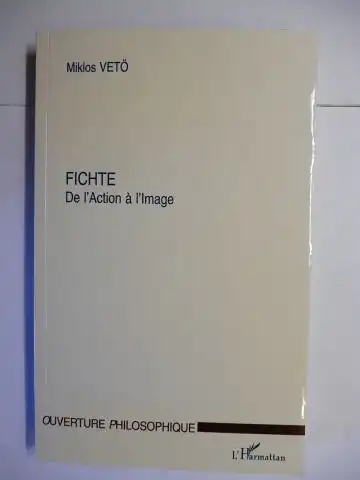 Miklos VETÖ
FICHTE
De l'Action à l'Image
OUVERTURE PHILOSOPHIQUE
L'Harmattan